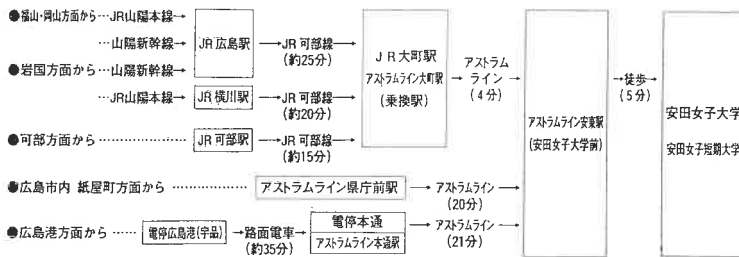 ●福山・岡山方面から…JR山陽本線→
…山陽新幹線→
●岩国方面から…山陽新幹線→
…JR山陽本線→
JR広島駅
JR横川駅
→JR可部線→
(約25分)
→JR可部線→
(約20分)
●可部方面から……………………
JR可部駅
→JR可部線→
(約15分)
JR大町駅
アストラムライン大町駅
(乗換駅)
アストラム
→ライン→
(4分)
●広島市内 紙屋町方面から……………
アストラムライン県庁前駅
→アストラムライン→
(20分)
●広島港方面から……
電停広島港(宇品)
→路面電車→
(約35分)
電停本通
アストラムライン本通駅
→アストラムライン→
(21分)
アストラムライン安東駅
(安田女子大学前)
→徒歩→
(5分)
安田女子大学
安田女子短期大学